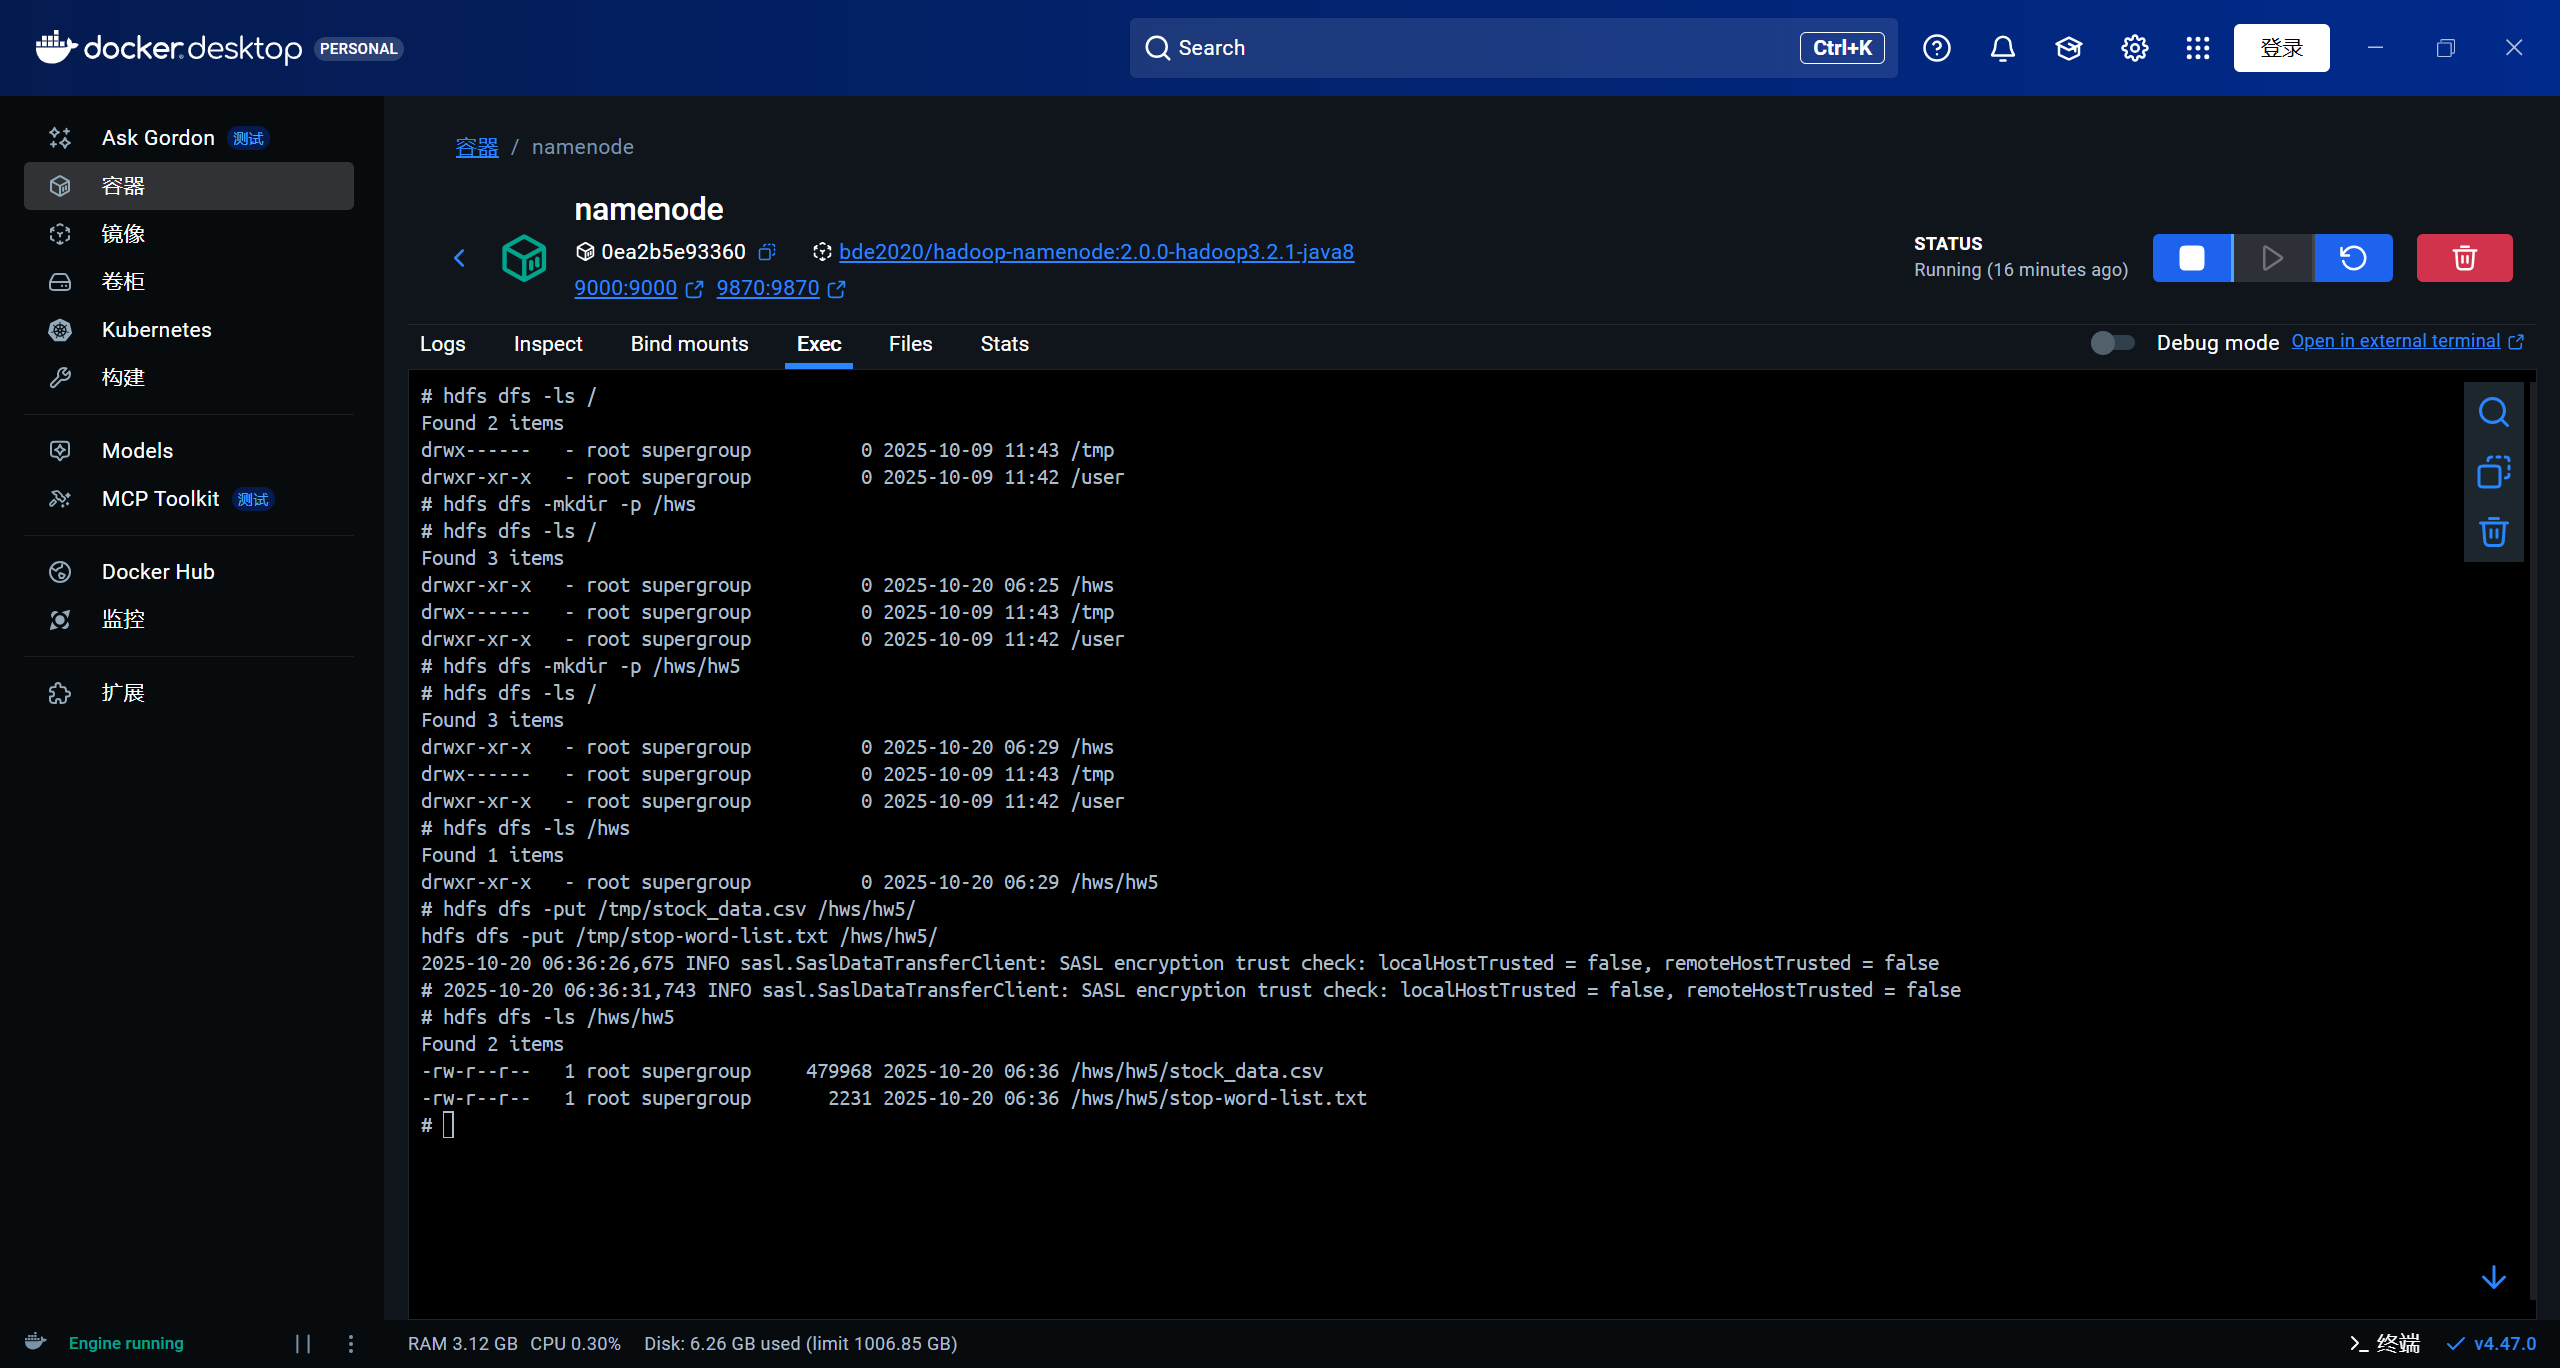 docker desktop PERSONAL
Search Ctrl+K
登录
Ask Gordon 测试
容器
镜像
卷柜
Kubernetes
构建
Models
MCP Toolkit 测试
Docker Hub
监控
扩展
容器 / namenode
namenode
0ea2b5e93360 bde2020/hadoop-namenode:2.0.0-hadoop3.2.1-java8
9000:9000 9870:9870
STATUS
Running (16 minutes ago)
Logs Inspect Bind mounts Exec Files Stats
Debug mode Open in external terminal
# hdfs dfs -ls /
Found 2 items
drwx------   - root supergroup          0 2025-10-09 11:43 /tmp
drwxr-xr-x   - root supergroup          0 2025-10-09 11:42 /user
# hdfs dfs -mkdir -p /hws
# hdfs dfs -ls /
Found 3 items
drwxr-xr-x   - root supergroup          0 2025-10-20 06:25 /hws
drwx------   - root supergroup          0 2025-10-09 11:43 /tmp
drwxr-xr-x   - root supergroup          0 2025-10-09 11:42 /user
# hdfs dfs -mkdir -p /hws/hw5
# hdfs dfs -ls /
Found 3 items
drwxr-xr-x   - root supergroup          0 2025-10-20 06:29 /hws
drwx------   - root supergroup          0 2025-10-09 11:43 /tmp
drwxr-xr-x   - root supergroup          0 2025-10-09 11:42 /user
# hdfs dfs -ls /hws
Found 1 items
drwxr-xr-x   - root supergroup          0 2025-10-20 06:29 /hws/hw5
# hdfs dfs -put /tmp/stock_data.csv /hws/hw5/
hdfs dfs -put /tmp/stop-word-list.txt /hws/hw5/
2025-10-20 06:36:26,675 INFO sasl.SaslDataTransferClient: SASL encryption trust check: localHostTrusted = false, remoteHostTrusted = false
# 2025-10-20 06:36:31,743 INFO sasl.SaslDataTransferClient: SASL encryption trust check: localHostTrusted = false, remoteHostTrusted = false
# hdfs dfs -ls /hws/hw5
Found 2 items
-rw-r--r--   1 root supergroup     479968 2025-10-20 06:36 /hws/hw5/stock_data.csv
-rw-r--r--   1 root supergroup       2231 2025-10-20 06:36 /hws/hw5/stop-word-list.txt
#
Engine running
RAM 3.12 GB CPU 0.30% Disk: 6.26 GB used (limit 1006.85 GB)
终端 v4.47.0